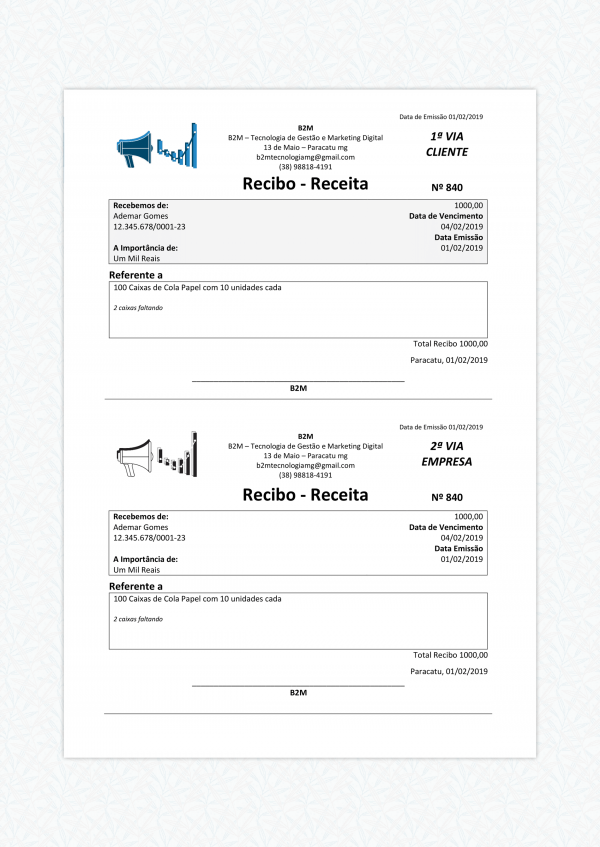 Data de Emissão 01/02/2019
B2M
B2M – Tecnologia de Gestão e Marketing Digital
13 de Maio – Paracatu mg
b2mtecnologiamg@gmail.com
(38) 98818-4191
1ª VIA
CLIENTE
Recibo - Receita
Nº 840
Recebemos de: 1000,00
Ademar Gomes Data de Vencimento
12.345.678/0001-23 04/02/2019
Data Emissão
A Importância de: 01/02/2019
Um Mil Reais
Referente a
100 Caixas de Cola Papel com 10 unidades cada
2 caixas faltando
Total Recibo 1000,00
Paracatu, 01/02/2019
B2M
Data de Emissão 01/02/2019
B2M
B2M – Tecnologia de Gestão e Marketing Digital
13 de Maio – Paracatu mg
b2mtecnologiamg@gmail.com
(38) 98818-4191
2ª VIA
EMPRESA
Recibo - Receita
Nº 840
Recebemos de: 1000,00
Ademar Gomes Data de Vencimento
12.345.678/0001-23 04/02/2019
Data Emissão
A Importância de: 01/02/2019
Um Mil Reais
Referente a
100 Caixas de Cola Papel com 10 unidades cada
2 caixas faltando
Total Recibo 1000,00
Paracatu, 01/02/2019
B2M